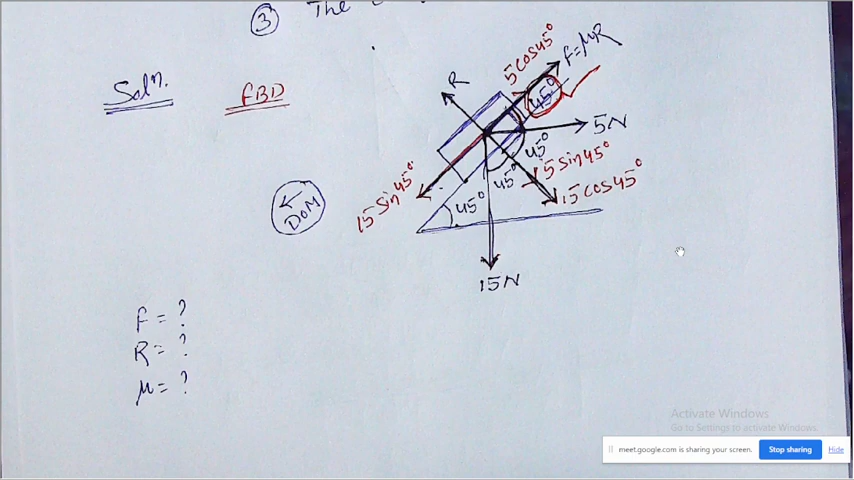 ③ The
Solⁿ.
FBD
R
5cos45°
F=μR
45°
5N
45°
5sin45°
45°
15cos45°
15sin45°
45°
←
DOM
15N
F = ?
R = ?
μ = ?
Activate Windows
Go to Settings to activate Windows.
meet.google.com is sharing your screen.
Stop sharing
Hide